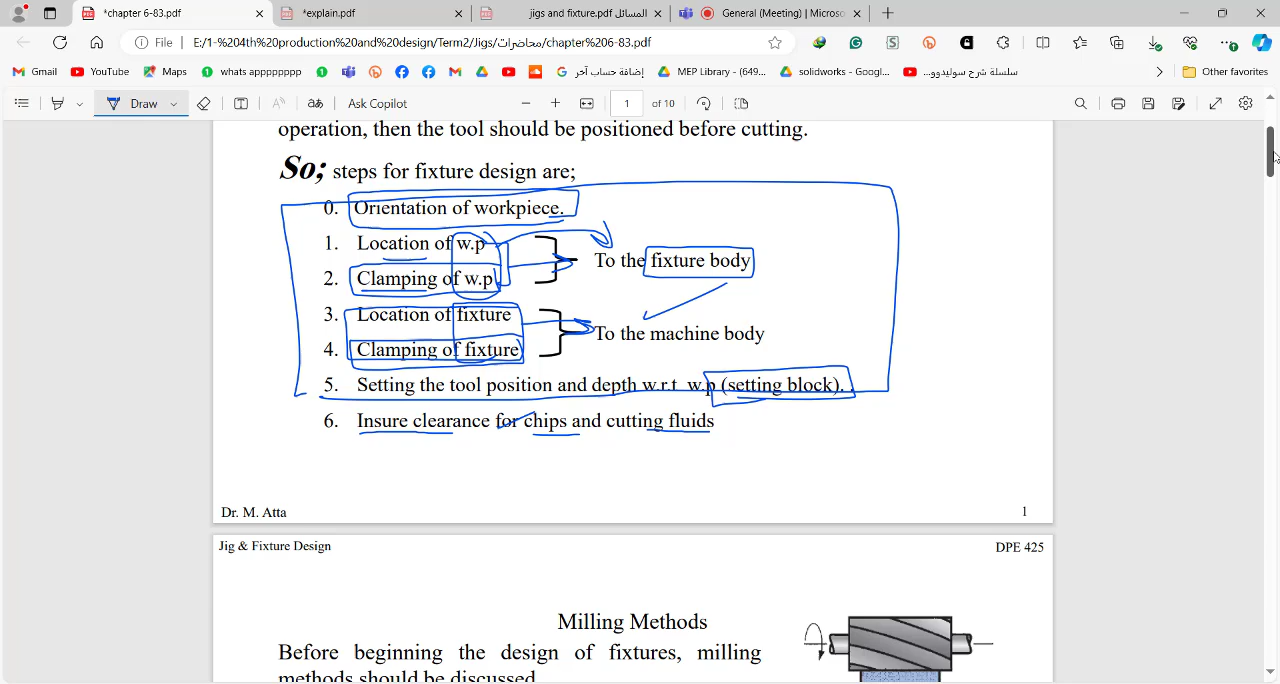 *chapter 6-83.pdf
*explain.pdf
jigs and fixture.pdf المسائل
General (Meeting) | Microso
File
E:/1-%204th%20production%20and%20design/Term2/Jigs/محاضرات/chapter%206-83.pdf
Gmail
YouTube
Maps
whats apppppppp
إضافة حساب آخر
MEP Library - (649...
solidworks - Googl...
سلسلة شرح سوليدوو...
Other favorites
Draw
aあ
Ask Copilot
1
of 10
operation, then the tool should be positioned before cutting.
So; steps for fixture design are;
0. Orientation of workpiece.
1. Location of w.p
2. Clamping of w.p
To the fixture body
3. Location of fixture
4. Clamping of fixture
To the machine body
5. Setting the tool position and depth w.r.t w.p (setting block).
6. Insure clearance for chips and cutting fluids
Dr. M. Atta
1
Jig & Fixture Design
DPE 425
Milling Methods
Before beginning the design of fixtures, milling
methods should be discussed